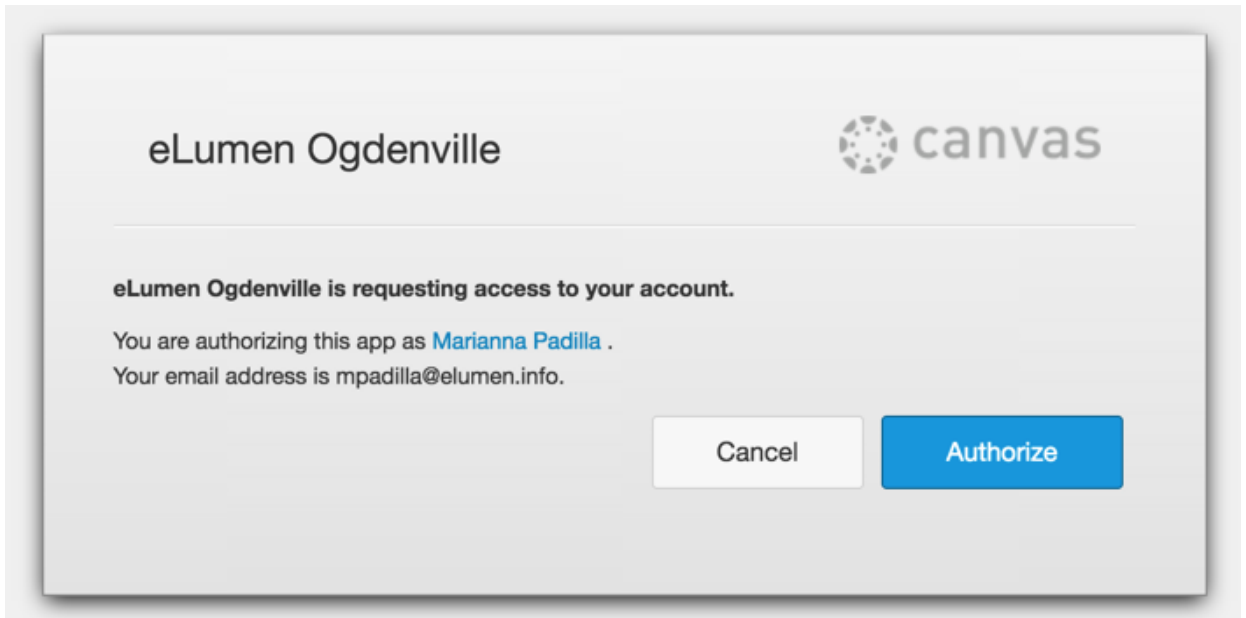 eLumen Ogdenville
canvas
eLumen Ogdenville is requesting access to your account.
You are authorizing this app as Marianna Padilla .
Your email address is mpadilla@elumen.info.
Cancel
Authorize